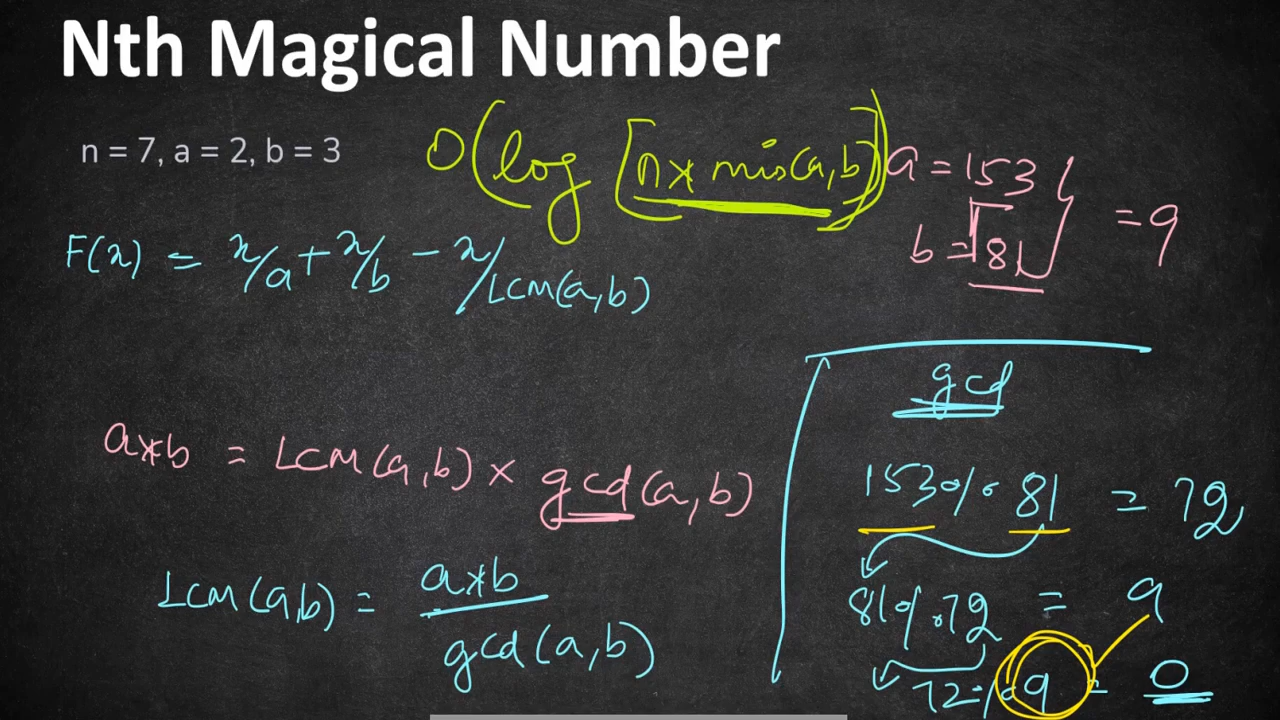 Nth Magical Number
n = 7, a = 2, b = 3
O(log [n* min(a,b)])
a = 153
b = 81
= 9
F(x) = x/a + x/b - x/LCM(a,b)
gcd
a*b = LCM(a,b) × gcd(a,b)
LCM(a,b) = a*b
gcd(a,b)
153 % 81 = 72
81 % 72 = 9
72 % 9 = 0